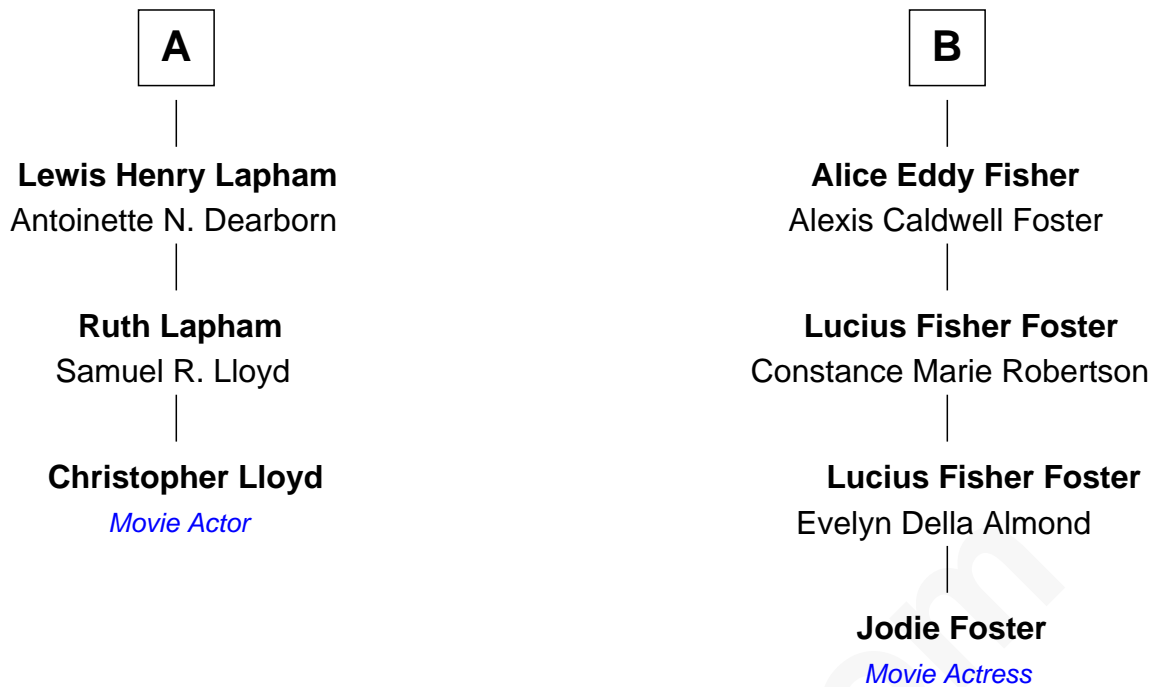 A
Lewis Henry Lapham
Antoinette N. Dearborn
Ruth Lapham
Samuel R. Lloyd
Christopher Lloyd
Movie Actor
B
Alice Eddy Fisher
Alexis Caldwell Foster
Lucius Fisher Foster
Constance Marie Robertson
Lucius Fisher Foster
Evelyn Della Almond
Jodie Foster
Movie Actress